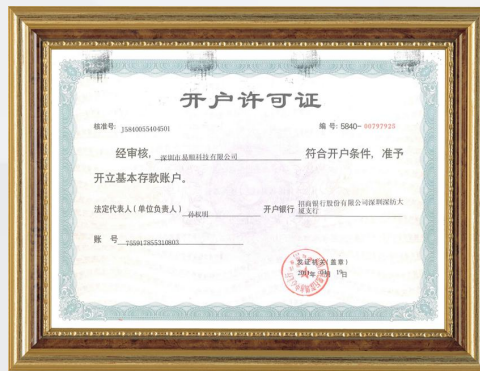 开户许可证
核准号: J5840055404501 编号: 5840- 00797925
经审核, 深圳市易顺科技有限公司 符合开户条件, 准予
开立基本存款账户。
法定代表人(单位负责人) 孙权明 开户银行 招商银行股份有限公司深圳深纺大
厦支行
账 号 755917855310803
发证机关(盖章)